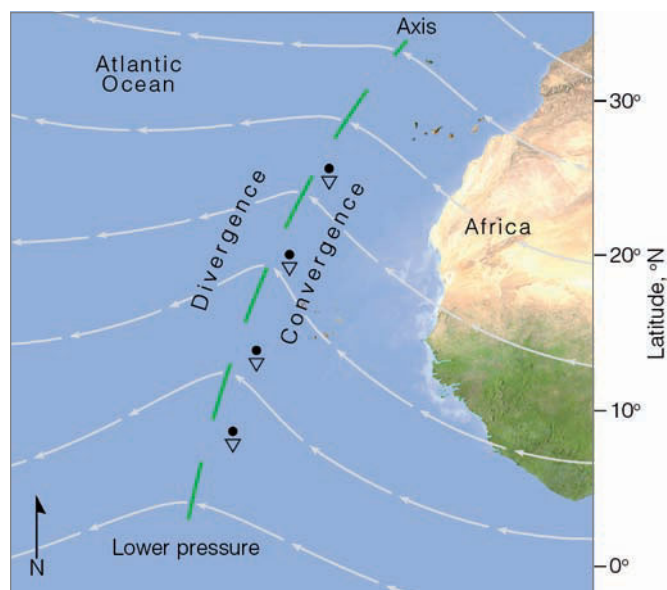 Axis
Atlantic
Ocean
30°
Divergence
Convergence
Africa
20°
Latitude, °N
10°
Lower pressure
N
0°